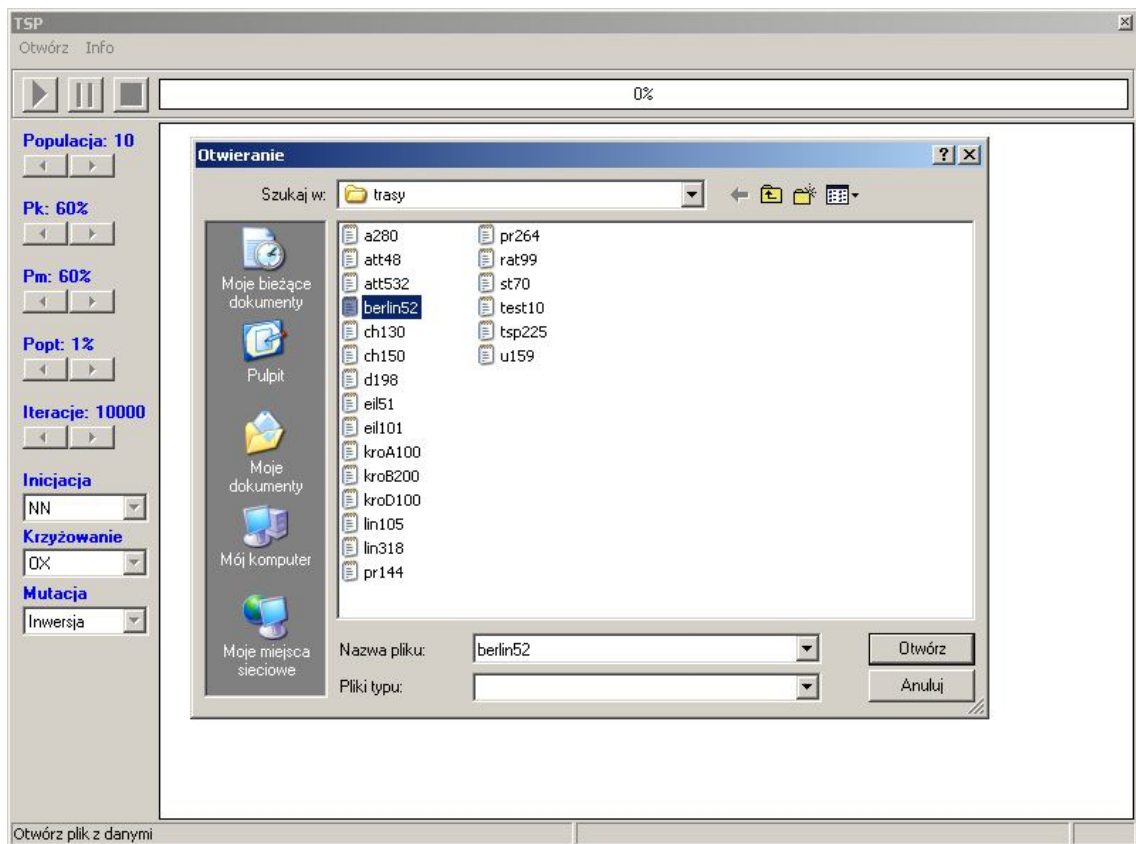 TSP
Otwórz Info
0%
Populacja: 10
Pk: 60%
Pm: 60%
Popt: 1%
Iteracje: 10000
Inicjacja
NN
Krzyżowanie
OX
Mutacja
Inwersja
Otwieranie
Szukaj w: trasy
Moje bieżące
dokumenty
Pulpit
Moje
dokumenty
Mój komputer
Moje miejsca
sieciowe
a280
att48
att532
berlin52
ch130
ch150
d198
eil51
eil101
kroA100
kroB200
kroD100
lin105
lin318
pr144
pr264
rat99
st70
test10
tsp225
u159
Nazwa pliku: berlin52 Otwórz
Pliki typu: Anuluj
Otwórz plik z danymi